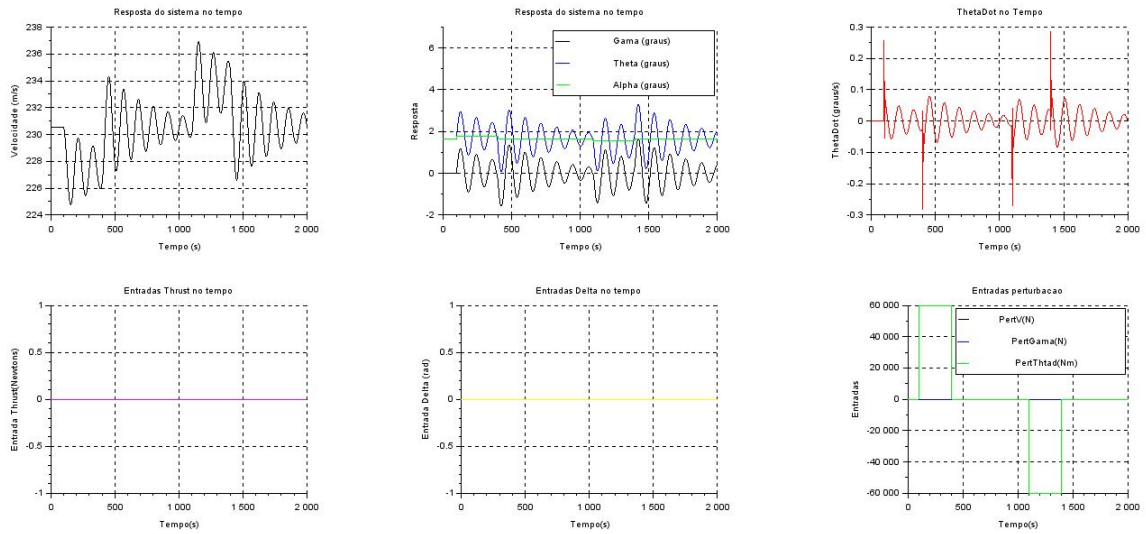 Resposta do sistema no tempo
238
236
234
232
230
228
226
224
Velocidade (m/s)
0
500
1 000
1 500
2 000
Tempo (s)
Resposta do sistema no tempo
6
4
2
0
-2
Resposta
Gama (graus)
Theta (graus)
Alpha (graus)
0
500
1 000
1 500
2 000
Tempo (s)
ThetaDot no Tempo
0.3
0.2
0.1
0
-0.1
-0.2
-0.3
ThetaDot (graus/s)
0
500
1 000
1 500
2 000
Tempo (s)
Entradas Thrust no tempo
1
0.5
0
-0.5
-1
Entrada Thrust(Newtons)
0
500
1 000
1 500
2 000
Tempo(s)
Entradas Delta no tempo
1
0.5
0
-0.5
-1
Entrada Delta (rad)
0
500
1 000
1 500
2 000
Tempo(s)
Entradas perturbacao
60 000
40 000
20 000
0
-20 000
-40 000
-60 000
Entradas
PertV(N)
PertGama(N)
PertThtad(Nm)
0
500
1 000
1 500
2 000
Tempo(s)